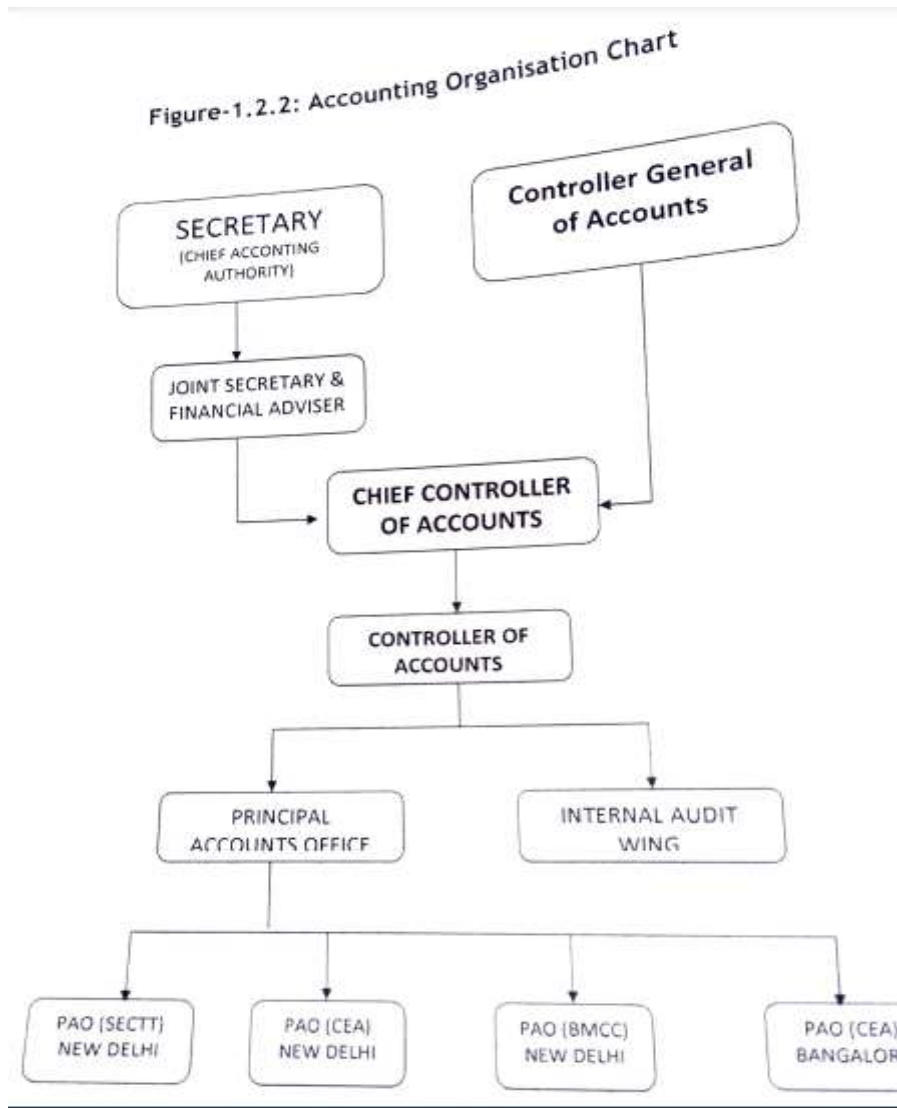 Figure-1.2.2: Accounting Organisation Chart
SECRETARY
(CHIEF ACCONTING
AUTHORITY)
Controller General
of Accounts
JOINT SECRETARY &
FINANCIAL ADVISER
CHIEF CONTROLLER
OF ACCOUNTS
CONTROLLER OF
ACCOUNTS
PRINCIPAL
ACCOUNTS OFFICE
INTERNAL AUDIT
WING
PAO (SECTT)
NEW DELHI
PAO (CEA)
NEW DELHI
PAO (BMCC)
NEW DELHI
PAO (CEA)
BANGALOR